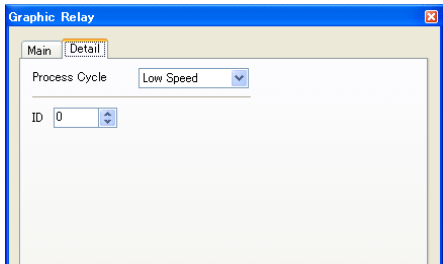 Graphic Relay
Main Detail
Process Cycle Low Speed
ID 0